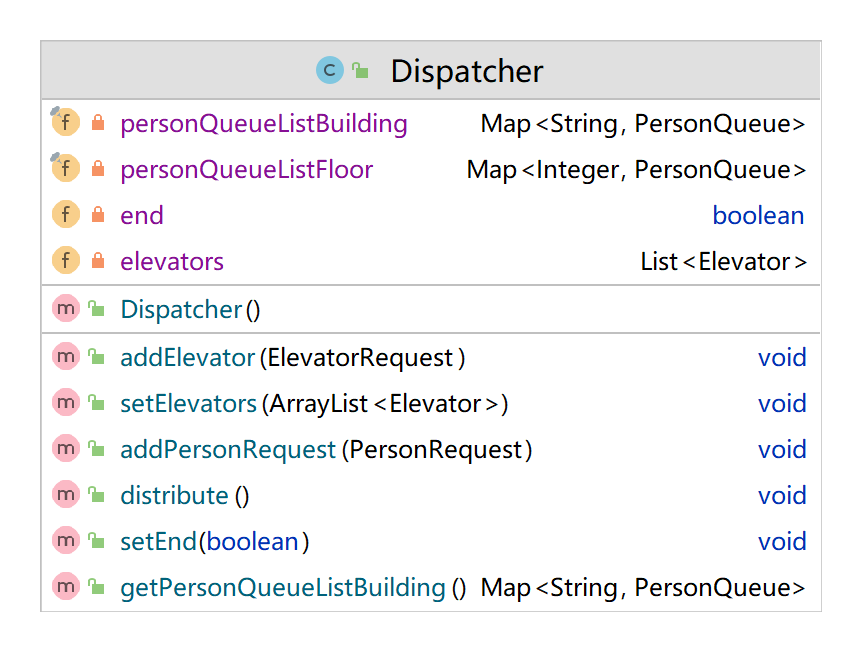 C Dispatcher
f personQueueListBuilding Map<String, PersonQueue>
f personQueueListFloor Map<Integer, PersonQueue>
f end boolean
f elevators List<Elevator>
m Dispatcher()
m addElevator(ElevatorRequest) void
m setElevators(ArrayList<Elevator>) void
m addPersonRequest(PersonRequest) void
m distribute() void
m setEnd(boolean) void
m getPersonQueueListBuilding() Map<String, PersonQueue>